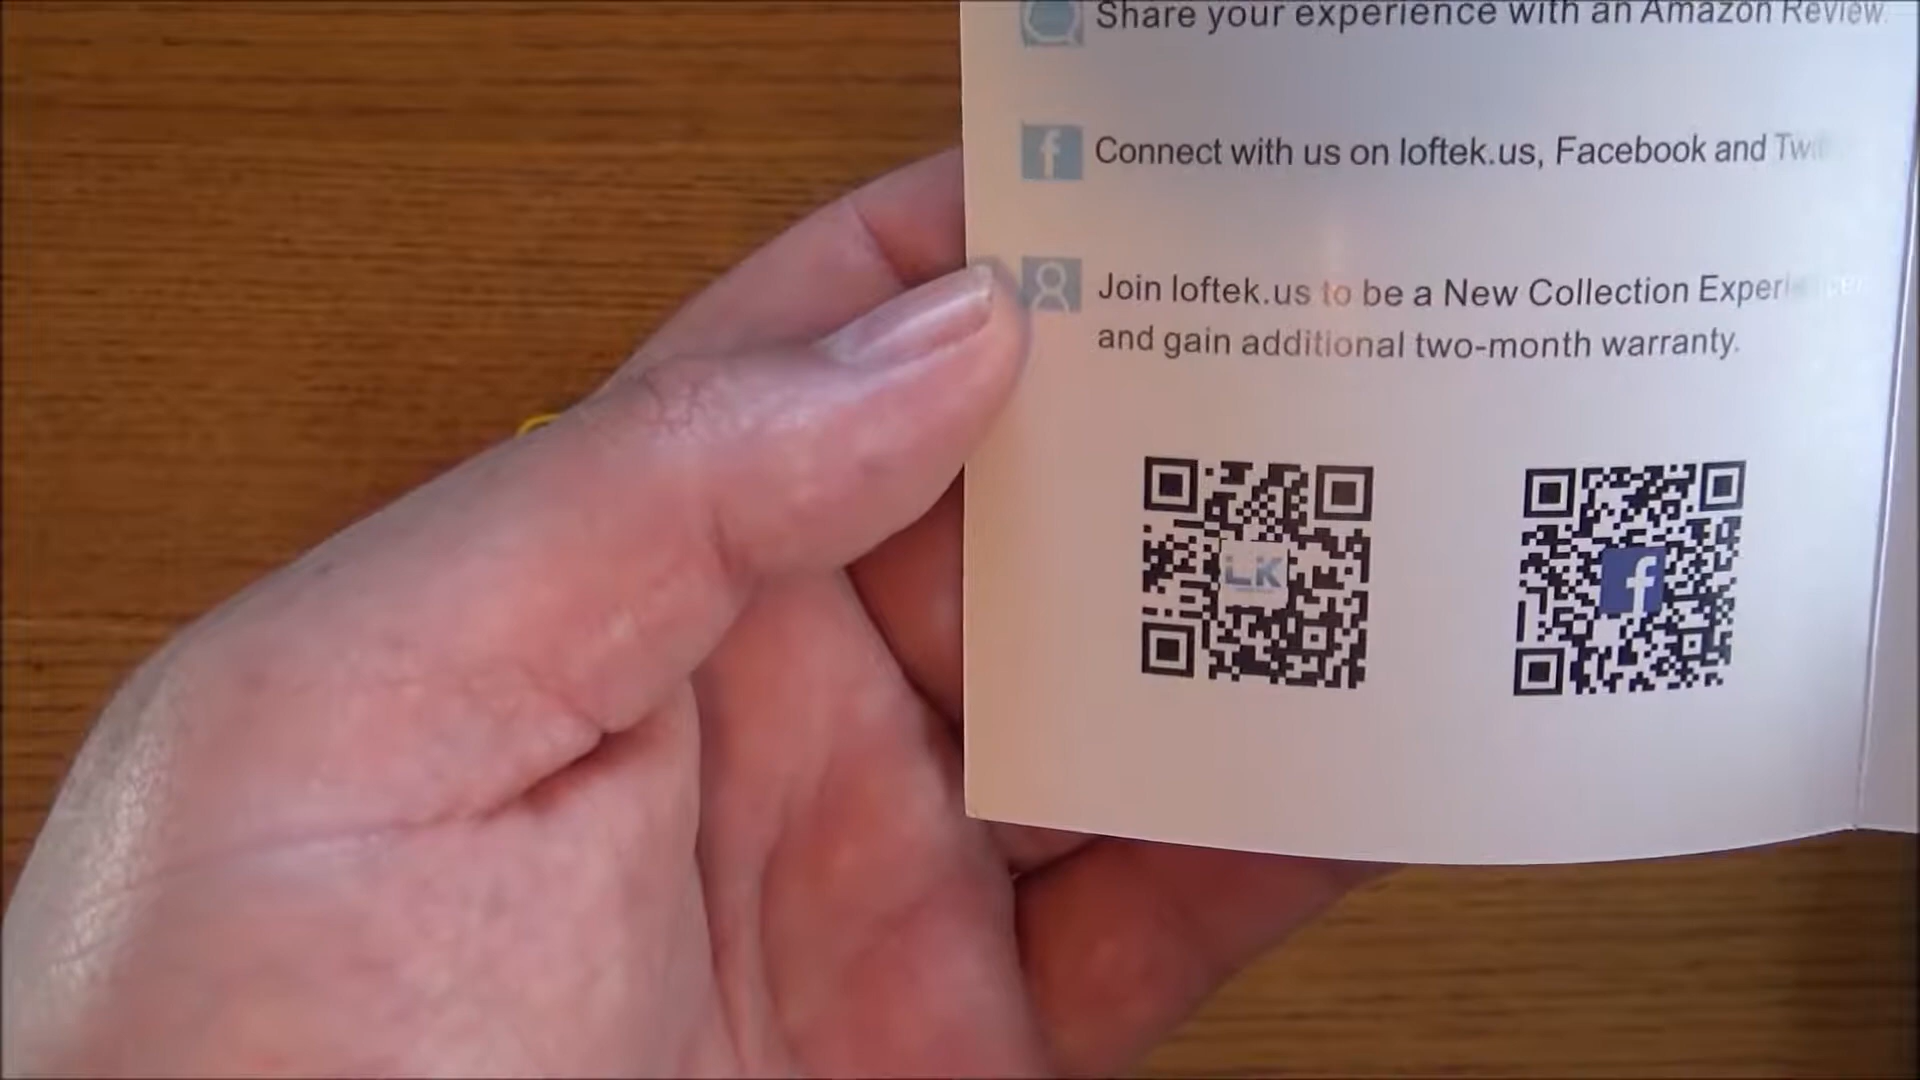 Share your experience with an Amazon Review.
Connect with us on loftek.us, Facebook and
Join loftek.us to be a New Collection
and gain additional two-month warranty.
LK